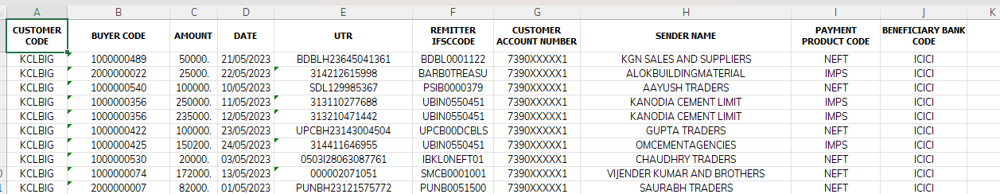 A B C D E F G H I J K
CUSTOMER CODE BUYER CODE AMOUNT DATE UTR REMITTER IFSCCODE CUSTOMER ACCOUNT NUMBER SENDER NAME PAYMENT PRODUCT CODE BENEFICIARY BANK CODE
KCLBIG 1000000489 50000. 21/05/2023 BDBLH23645041361 BDBL0001122 7390XXXXX1 KGN SALES AND SUPPLIERS NEFT ICICI
KCLBIG 2000000022 25000. 22/05/2023 314212615998 BARB0TREASU 7390XXXXX1 ALOKBUILDINGMATERIAL IMPS ICICI
KCLBIG 1000000540 100000. 10/05/2023 SDL129985367 PSIB0000379 7390XXXXX1 AAYUSH TRADERS NEFT ICICI
KCLBIG 1000000356 250000. 11/05/2023 313110277688 UBIN0550451 7390XXXXX1 KANODIA CEMENT LIMIT IMPS ICICI
KCLBIG 1000000356 235000. 12/05/2023 313210471442 UBIN0550451 7390XXXXX1 KANODIA CEMENT LIMIT IMPS ICICI
KCLBIG 1000000422 100000. 23/05/2023 UPCBH23143004504 UPCB00DCBLS 7390XXXXX1 GUPTA TRADERS NEFT ICICI
KCLBIG 1000000425 150200. 24/05/2023 314411646955 UBIN0550451 7390XXXXX1 OMCEMENTAGENCIES IMPS ICICI
KCLBIG 1000000530 20000. 03/05/2023 0503I28063087761 IBKL0NEFT01 7390XXXXX1 CHAUDHRY TRADERS NEFT ICICI
KCLBIG 1000000074 172000. 13/05/2023 000002071051 SMCB0001001 7390XXXXX1 VIJENDER KUMAR AND BROTHERS NEFT ICICI
KCLBIG 2000000007 82000. 01/05/2023 PUNBH23121575772 PUNB0051500 7390XXXXX1 SAURABH TRADERS NEFT ICICI